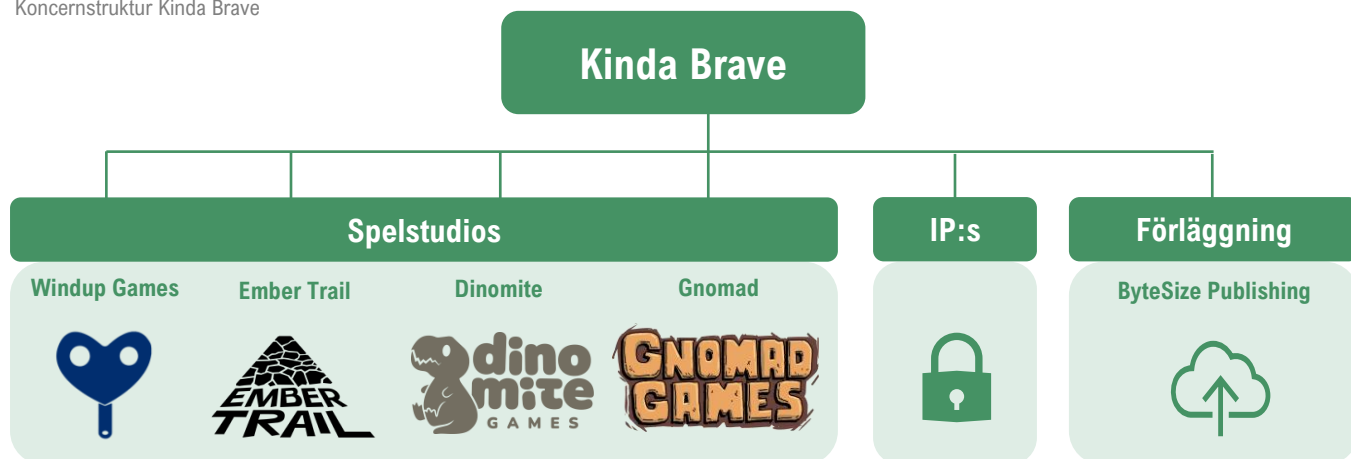 Koncernstruktur Kinda Brave
Kinda Brave
Spelstudios
IP:s
Förläggning
Windup Games
Ember Trail
Dinomite
Gnomad
ByteSize Publishing
EMBER
TRAIL
dino
mite
GAMES
GNOMAD
GAMES